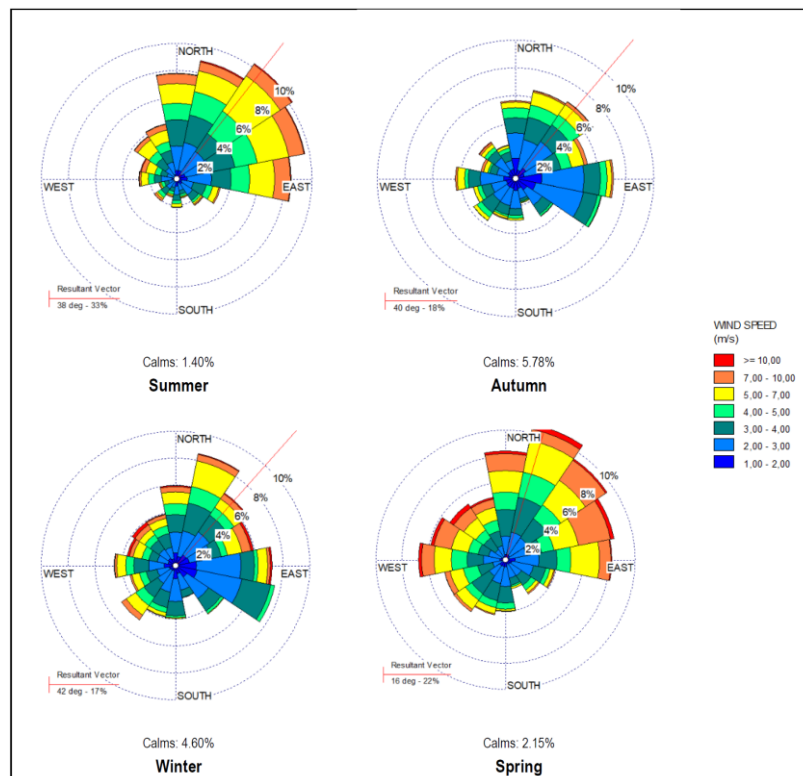 NORTH
10%
8%
6%
4%
2%
WEST
EAST
Resultant Vector
38 deg - 33%
SOUTH
Calms: 1.40%
Summer
NORTH
10%
8%
6%
4%
2%
WEST
EAST
Resultant Vector
40 deg - 18%
SOUTH
Calms: 5.78%
Autumn
WIND SPEED
(m/s)
>= 10,00
7,00 - 10,00
5,00 - 7,00
4,00 - 5,00
3,00 - 4,00
2,00 - 3,00
1,00 - 2,00
NORTH
10%
8%
6%
4%
2%
WEST
EAST
Resultant Vector
42 deg - 17%
SOUTH
Calms: 4.60%
Winter
NORTH
10%
8%
6%
4%
2%
WEST
EAST
Resultant Vector
16 deg - 22%
SOUTH
Calms: 2.15%
Spring